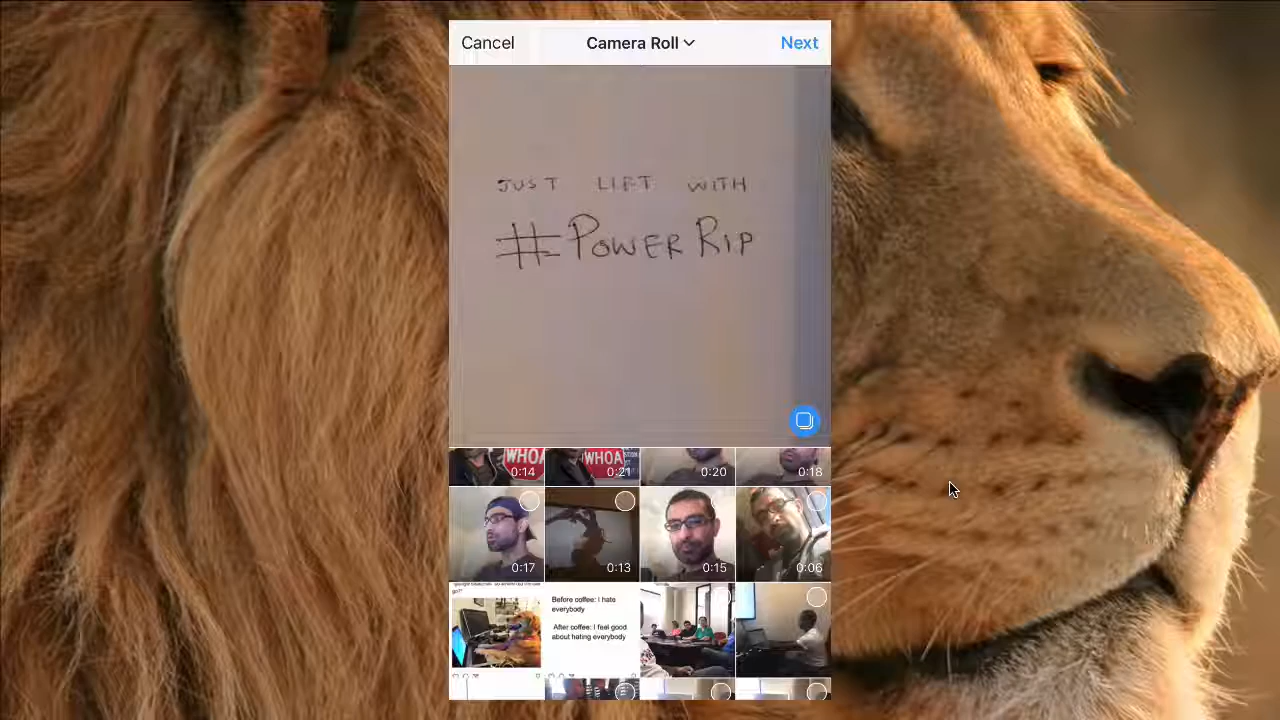 Cancel
Camera Roll
Next
JUST LIFT WITH
#POWERRIP
WHOA
0:14
WHOA
0:21
0:20
0:18
0:17
0:13
0:15
0:06
Before coffee: I hate
everybody
After coffee: I feel good
about hating everybody